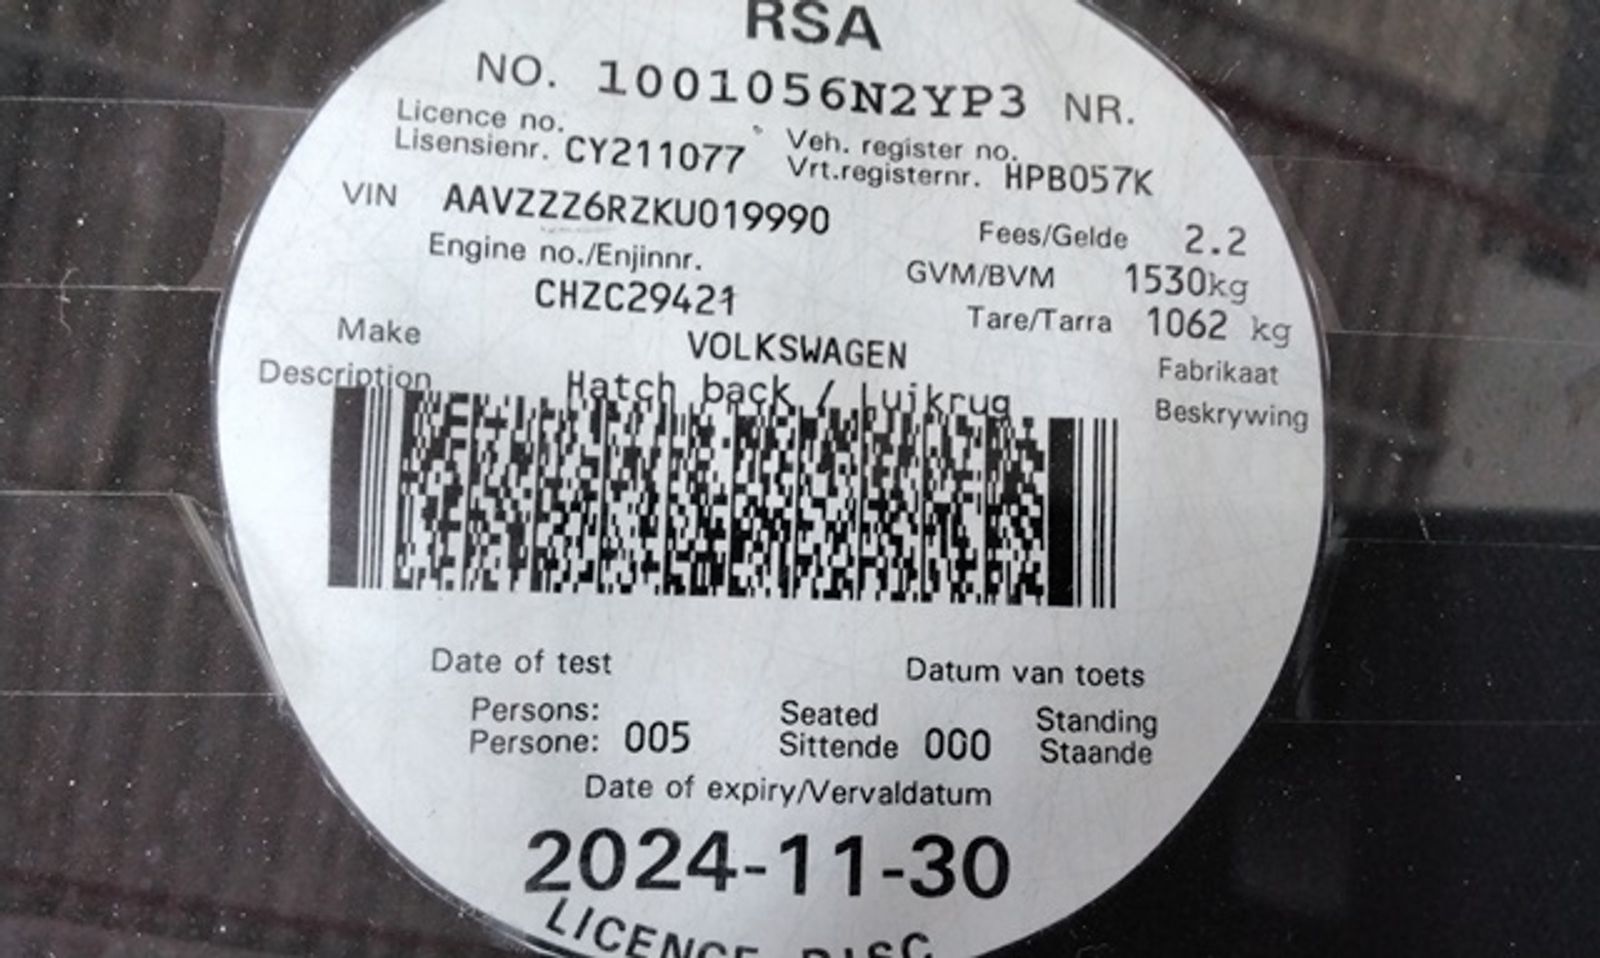 RSA
NO. 1001056N2YP3 NR.
Licence no.
Lisensienr. CY211077
Veh. register no.
Vrt.registernr. HPB057K
VIN AAVZZZ6RZKU019990
Fees/Gelde 2.2
Engine no./Enjinnr.
GVM/BVM 1530kg
CHZC29421
Tare/Tarra 1062 kg
Make VOLKSWAGEN Fabrikaat
Description Hatch back / Luikrug Beskrywing
Date of test Datum van toets
Persons: Seated Standing
Persone: 005 Sittende 000 Staande
Date of expiry/Vervaldatum
2024-11-30
LICENCE DISC